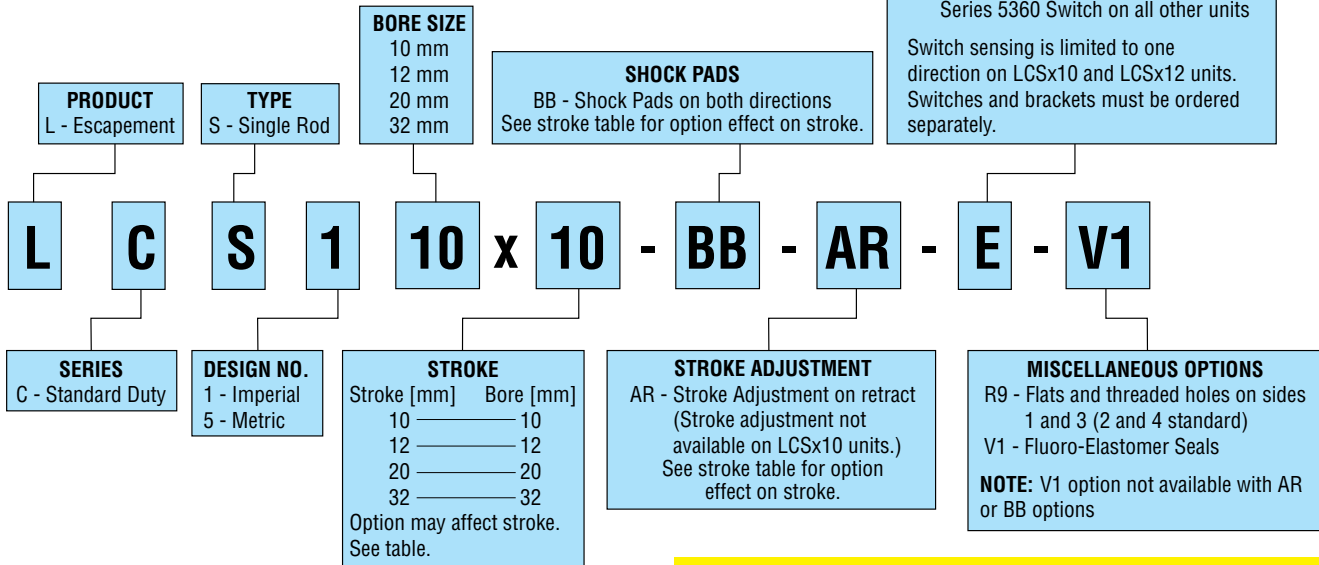 Series 5360 Switch on all other units
Switch sensing is limited to one
direction on LCSx10 and LCSx12 units.
Switches and brackets must be ordered
separately.
BORE SIZE
10 mm
12 mm
20 mm
32 mm
SHOCK PADS
BB - Shock Pads on both directions
See stroke table for option effect on stroke.
PRODUCT
L - Escapement
TYPE
S - Single Rod
L C S 1 10 x 10 - BB - AR - E - V1
SERIES
C - Standard Duty
DESIGN NO.
1 - Imperial
5 - Metric
STROKE
Stroke [mm] Bore [mm]
10 10
12 12
20 20
32 32
Option may affect stroke.
See table.
STROKE ADJUSTMENT
AR - Stroke Adjustment on retract
(Stroke adjustment not
available on LCSx10 units.)
See stroke table for option
effect on stroke.
MISCELLANEOUS OPTIONS
R9 - Flats and threaded holes on sides
1 and 3 (2 and 4 standard)
V1 - Fluoro-Elastomer Seals
NOTE: V1 option not available with AR
or BB options